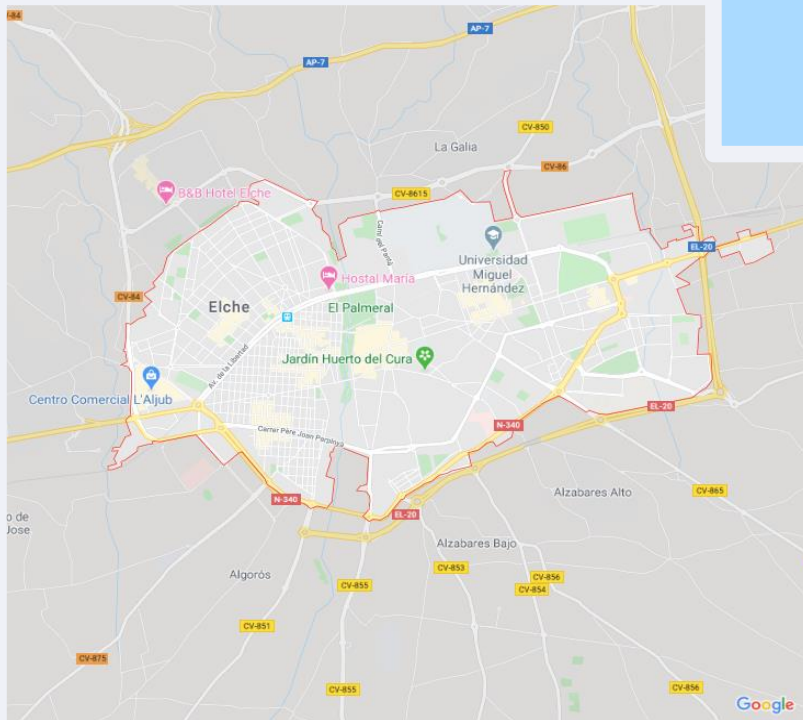 -84
AP-7
AP-7
CV-850
La Galia
CV-86
B&B Hotel Elche
CV-8615
Camí del Pantà
EL-20
Universidad
Miguel
Hernández
Hostal Maria
CV-84
Elche
El Palmeral
Av. de la Libertad
Jardín Huerto del Cura
Centro Comercial L'Aljub
EL-20
N-340
Carrer Pere Joan Perpinya
CV-865
Alzabares Alto
N-340
EL-20
o de
Jose
Alzabares Bajo
CV-853
Algorós
CV-855
CV-856
CV-854
CV-851
CV-875
CV-855
CV-856
Google